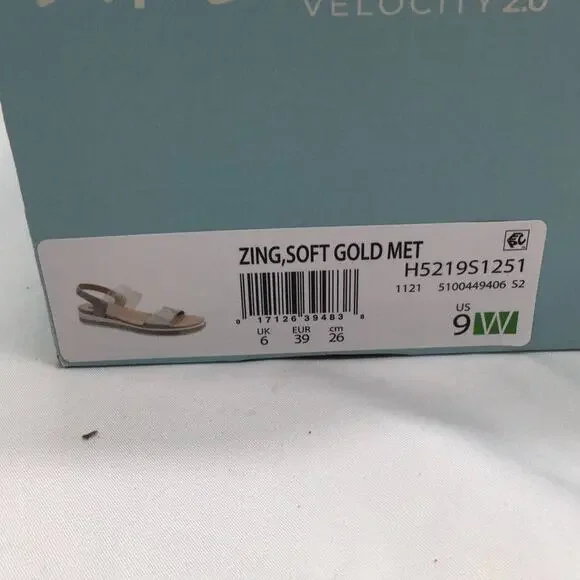 VELOCITY 2.0
ZING,SOFT GOLD MET
H5219S1251
1121 5100449406 S2
0 17126 39483 8
UK EUR cm
6 39 26
US
9 W